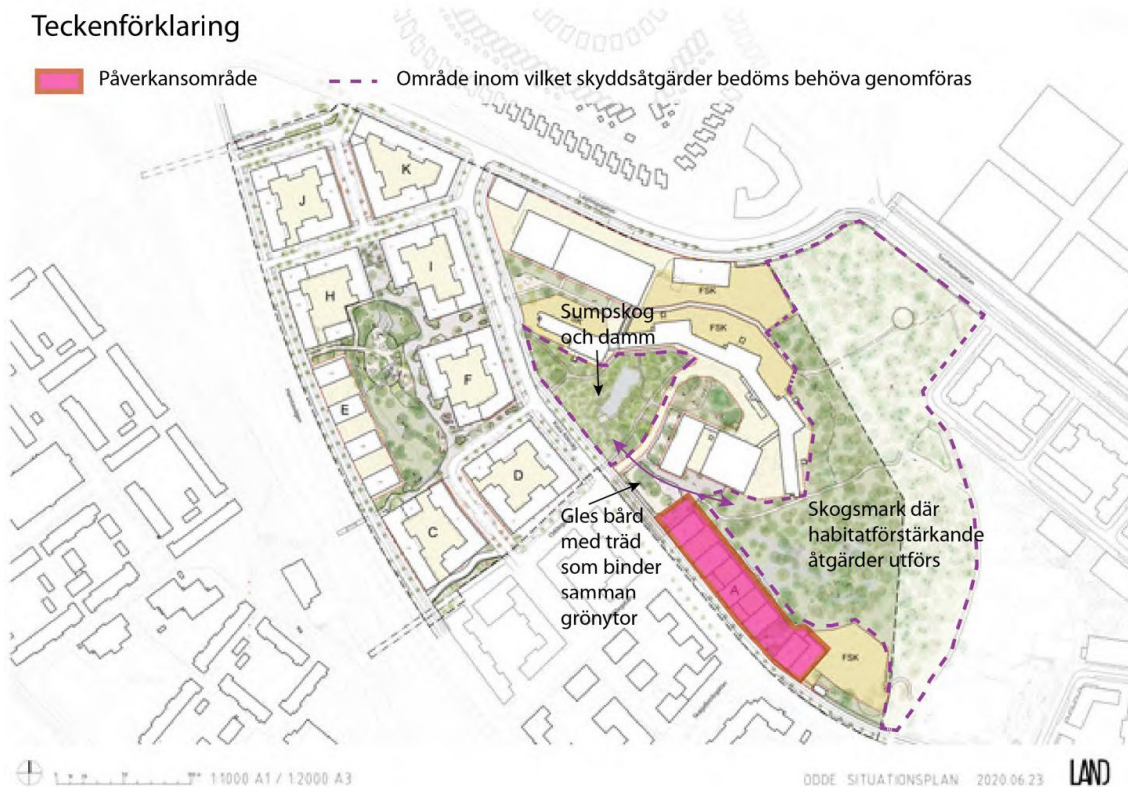 Teckenförklaring
Påverkansområde
Område inom vilket skyddsåtgärder bedöms behöva genomföras
K
J
I
H
FSK
FSK
Sumpskog
och damm
F
E
D
C
Gles bård
med träd
som binder
samman
grönytor
Skogsmark där
habitatförstärkande
åtgärder utförs
A
FSK
1:1000 A1 / 1:2000 A3
ODDE SITUATIONSPLAN 2020.06.23
LAND